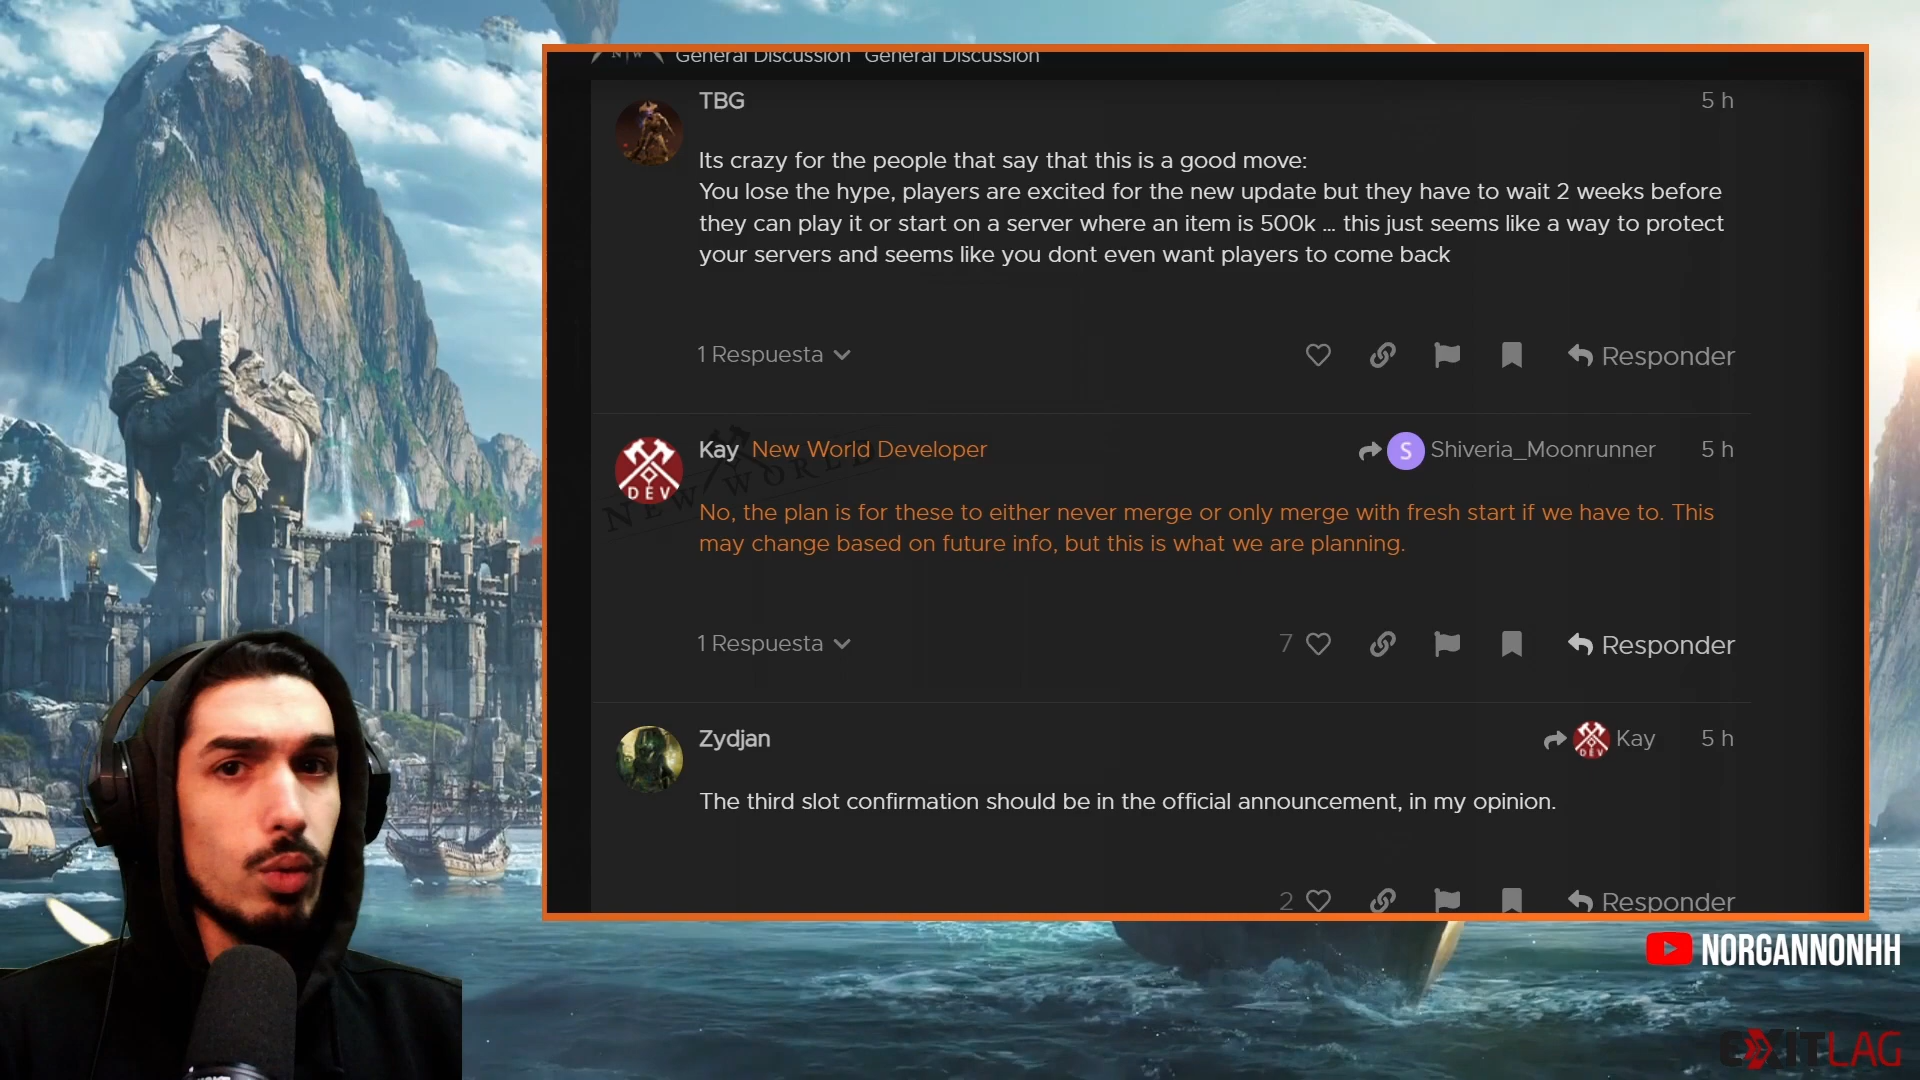 General Discussion General Discussion
TBG 5 h
Its crazy for the people that say that this is a good move:
You lose the hype, players are excited for the new update but they have to wait 2 weeks before
they can play it or start on a server where an item is 500k ... this just seems like a way to protect
your servers and seems like you dont even want players to come back
1 Respuesta Responder
Kay New World Developer S Shiveria_Moonrunner 5 h
DEV
NEW WORLD
No, the plan is for these to either never merge or only merge with fresh start if we have to. This
may change based on future info, but this is what we are planning.
1 Respuesta 7 Responder
Zydjan DEV Kay 5 h
The third slot confirmation should be in the official announcement, in my opinion.
2 Responder
NORGANNONHH
EXITLAG